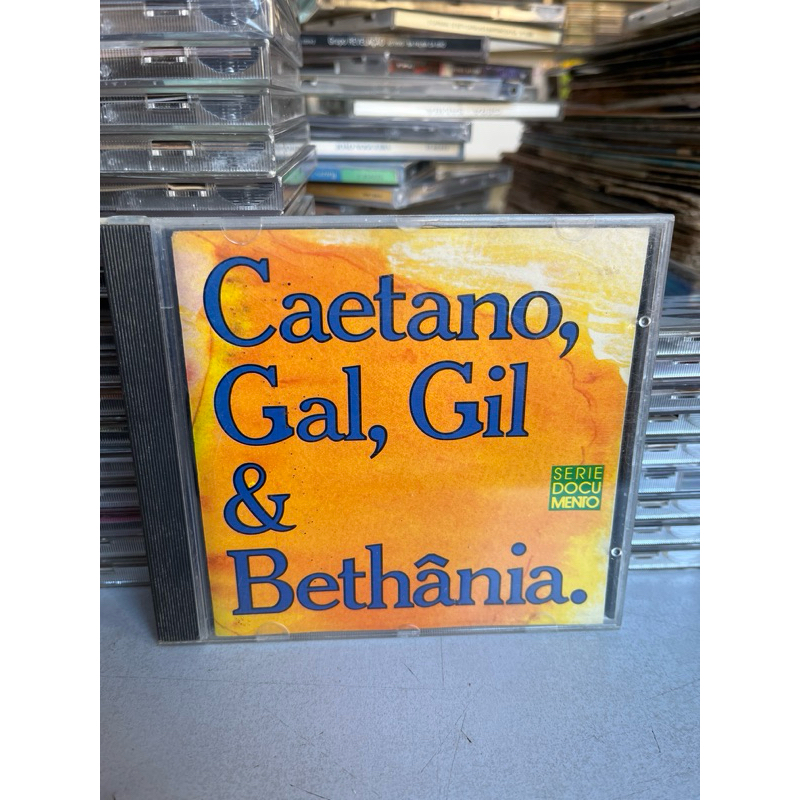 Caetano,
Gal, Gil
&
Bethânia.
SERIE
DOCU
MENTO